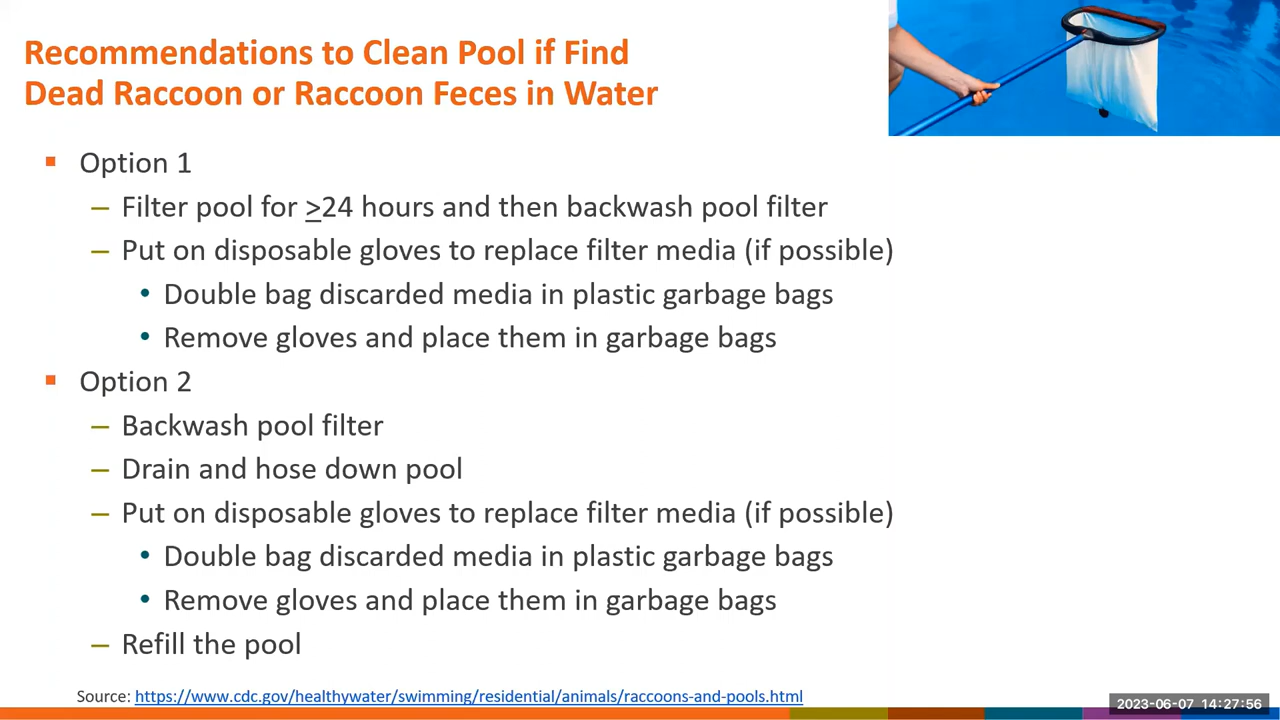 Recommendations to Clean Pool if Find
Dead Raccoon or Raccoon Feces in Water
▪ Option 1
– Filter pool for ≥24 hours and then backwash pool filter
– Put on disposable gloves to replace filter media (if possible)
• Double bag discarded media in plastic garbage bags
• Remove gloves and place them in garbage bags
▪ Option 2
– Backwash pool filter
– Drain and hose down pool
– Put on disposable gloves to replace filter media (if possible)
• Double bag discarded media in plastic garbage bags
• Remove gloves and place them in garbage bags
– Refill the pool
Source: https://www.cdc.gov/healthywater/swimming/residential/animals/raccoons-and-pools.html
2023-06-07 14:27:56